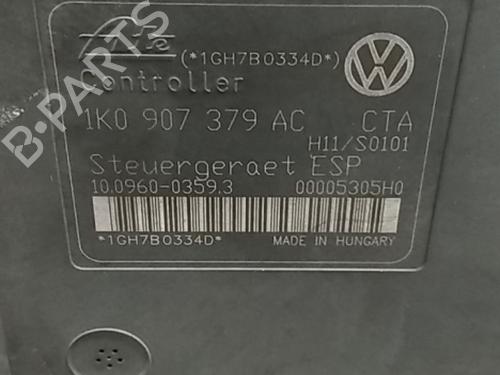 Ate (*1GH7B0334D*)
Controller
1K0 907 379 AC CTA
H11/S0101
Steuergeraet ESP
10.0960-0359.3 00005305H0
*1GH7B0334D* MADE IN HUNGARY
B-PARTS